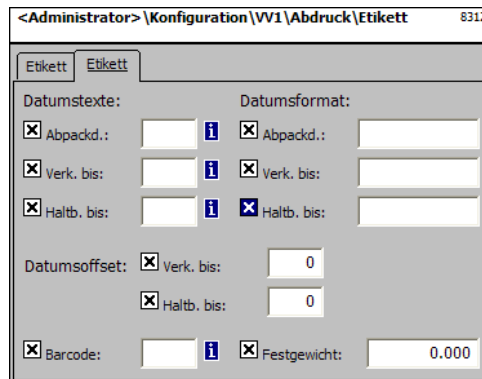 <Administrator>\Konfiguration\VV1\Abdruck\Etikett 8312
Etikett Etikett
Datumstexte: Datumsformat:
Abpackd.: i Abpackd.:
Verk. bis: i Verk. bis:
Haltb. bis: i Haltb. bis:
Datumsoffset: Verk. bis: 0
Haltb. bis: 0
Barcode: i Festgewicht: 0.000